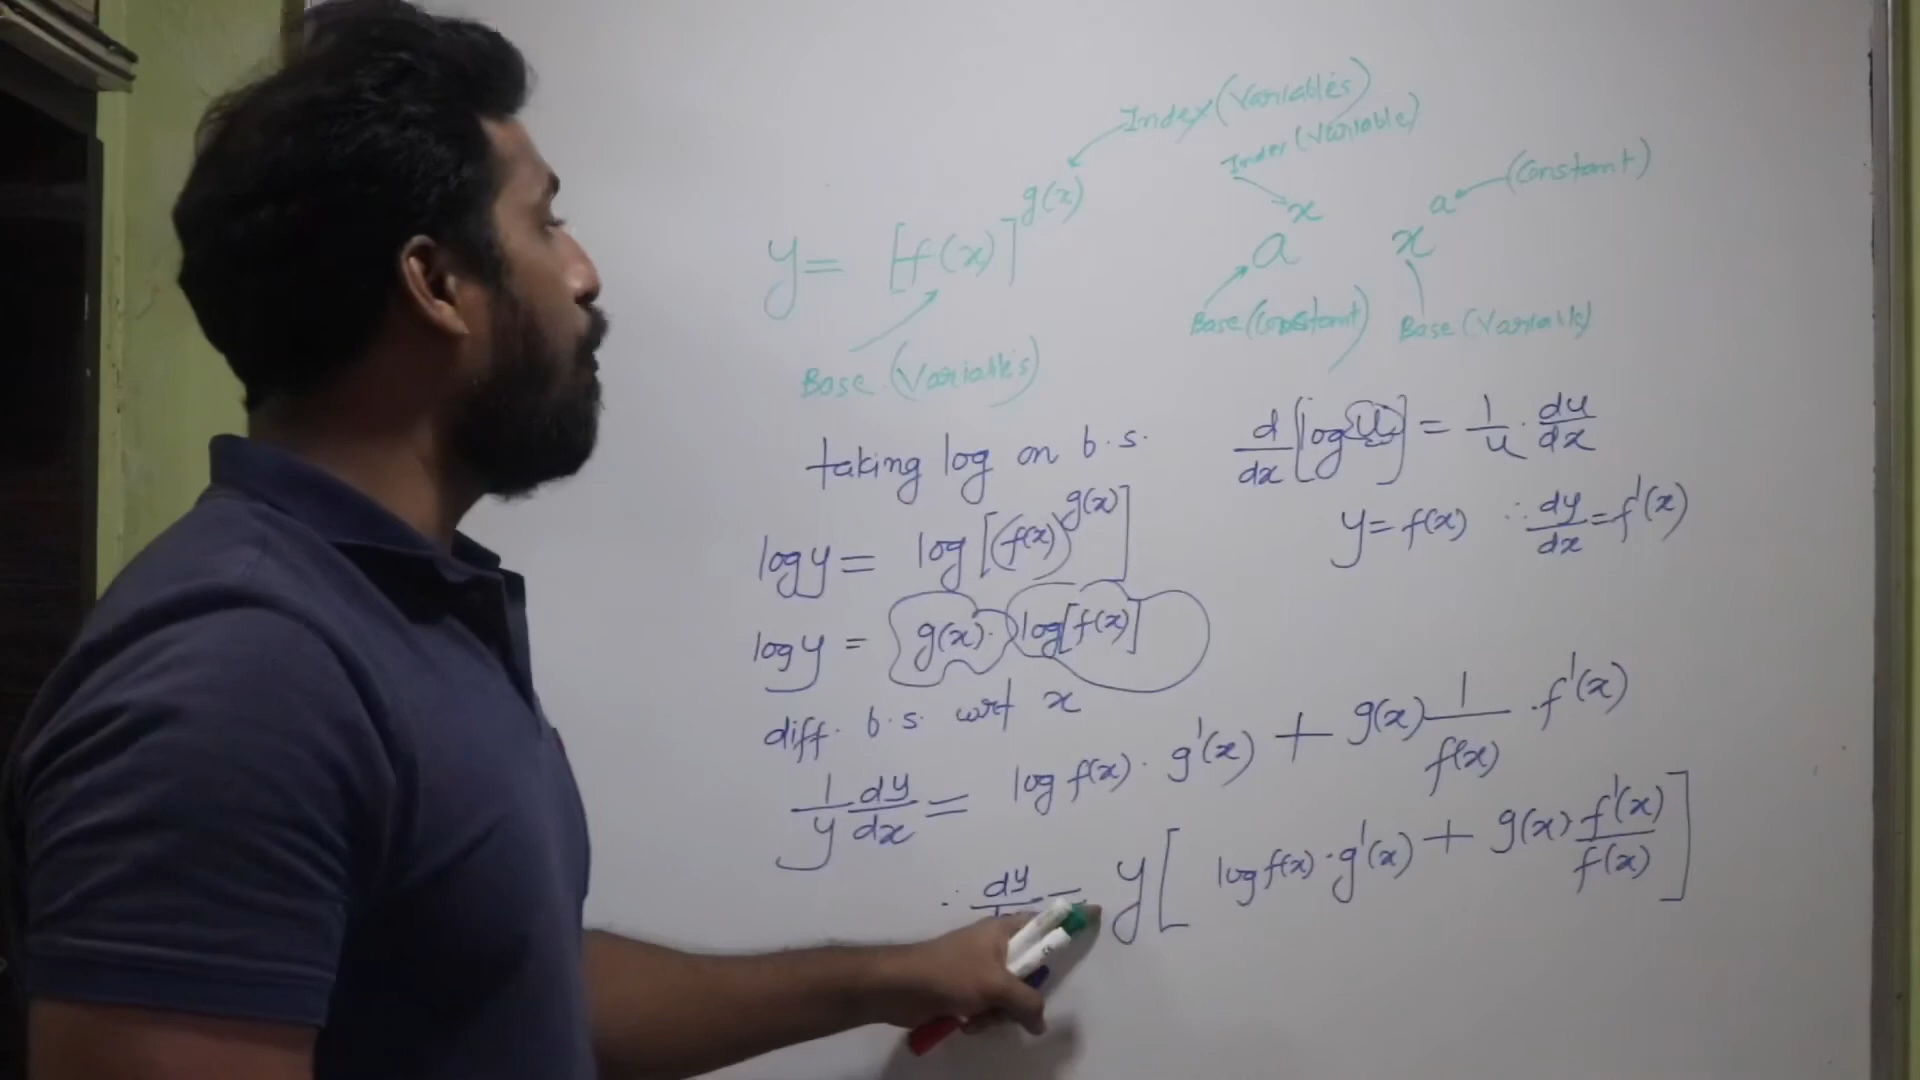 Index (Variables)
Index (Variable)
(Constant)
y = [f(x)]^g(x)
a^x
x^a
Base (Variables)
Base (Constant)
Base (Variable)
taking log on b.s.
d/dx [log u] = 1/u · du/dx
log y = log [(f(x))^g(x)]
y = f(x) ∴ dy/dx = f'(x)
log y = g(x) · log[f(x)]
diff. b.s. wrt x
1/y dy/dx = log f(x) · g'(x) + g(x) 1/f(x) · f'(x)
∴ dy = y [ log f(x) · g'(x) + g(x) f'(x)/f(x) ]